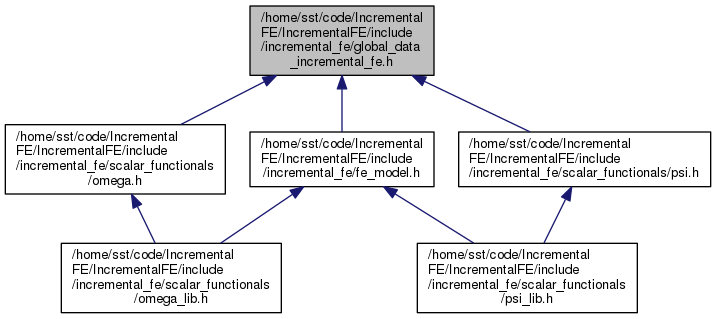 /home/sst/code/Incremental
FE/IncrementalFE/include
/incremental_fe/global_data
_incremental_fe.h
/home/sst/code/Incremental
FE/IncrementalFE/include
/incremental_fe/scalar_functionals
/omega.h
/home/sst/code/Incremental
FE/IncrementalFE/include
/incremental_fe/fe_model.h
/home/sst/code/Incremental
FE/IncrementalFE/include
/incremental_fe/scalar_functionals/psi.h
/home/sst/code/Incremental
FE/IncrementalFE/include
/incremental_fe/scalar_functionals
/omega_lib.h
/home/sst/code/Incremental
FE/IncrementalFE/include
/incremental_fe/scalar_functionals
/psi_lib.h